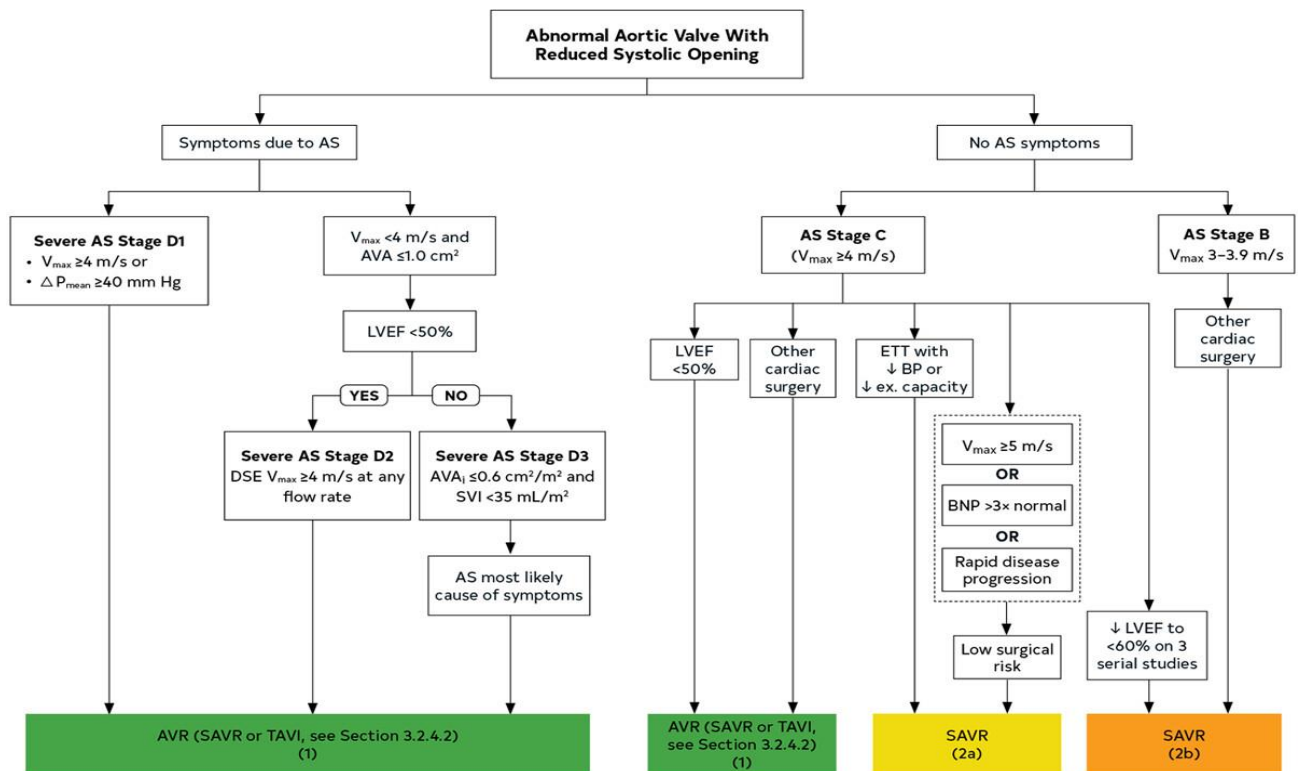 Abnormal Aortic Valve With
Reduced Systolic Opening
Symptoms due to AS
No AS symptoms
Severe AS Stage D1
• Vmax ≥4 m/s or
• △ Pmean ≥40 mm Hg
Vmax <4 m/s and
AVA ≤1.0 cm²
AS Stage C
(Vmax ≥4 m/s)
AS Stage B
Vmax 3–3.9 m/s
LVEF <50%
YES
NO
Severe AS Stage D2
DSE Vmax ≥4 m/s at any
flow rate
Severe AS Stage D3
AVAi ≤0.6 cm²/m² and
SVI <35 mL/m²
AS most likely
cause of symptoms
LVEF
<50%
Other
cardiac
surgery
ETT with
↓ BP or
↓ ex. capacity
Vmax ≥5 m/s
OR
BNP >3× normal
OR
Rapid disease
progression
Low surgical
risk
↓ LVEF to
<60% on 3
serial studies
Other
cardiac
surgery
AVR (SAVR or TAVI, see Section 3.2.4.2)
(1)
AVR (SAVR or TAVI,
see Section 3.2.4.2)
(1)
SAVR
(2a)
SAVR
(2b)